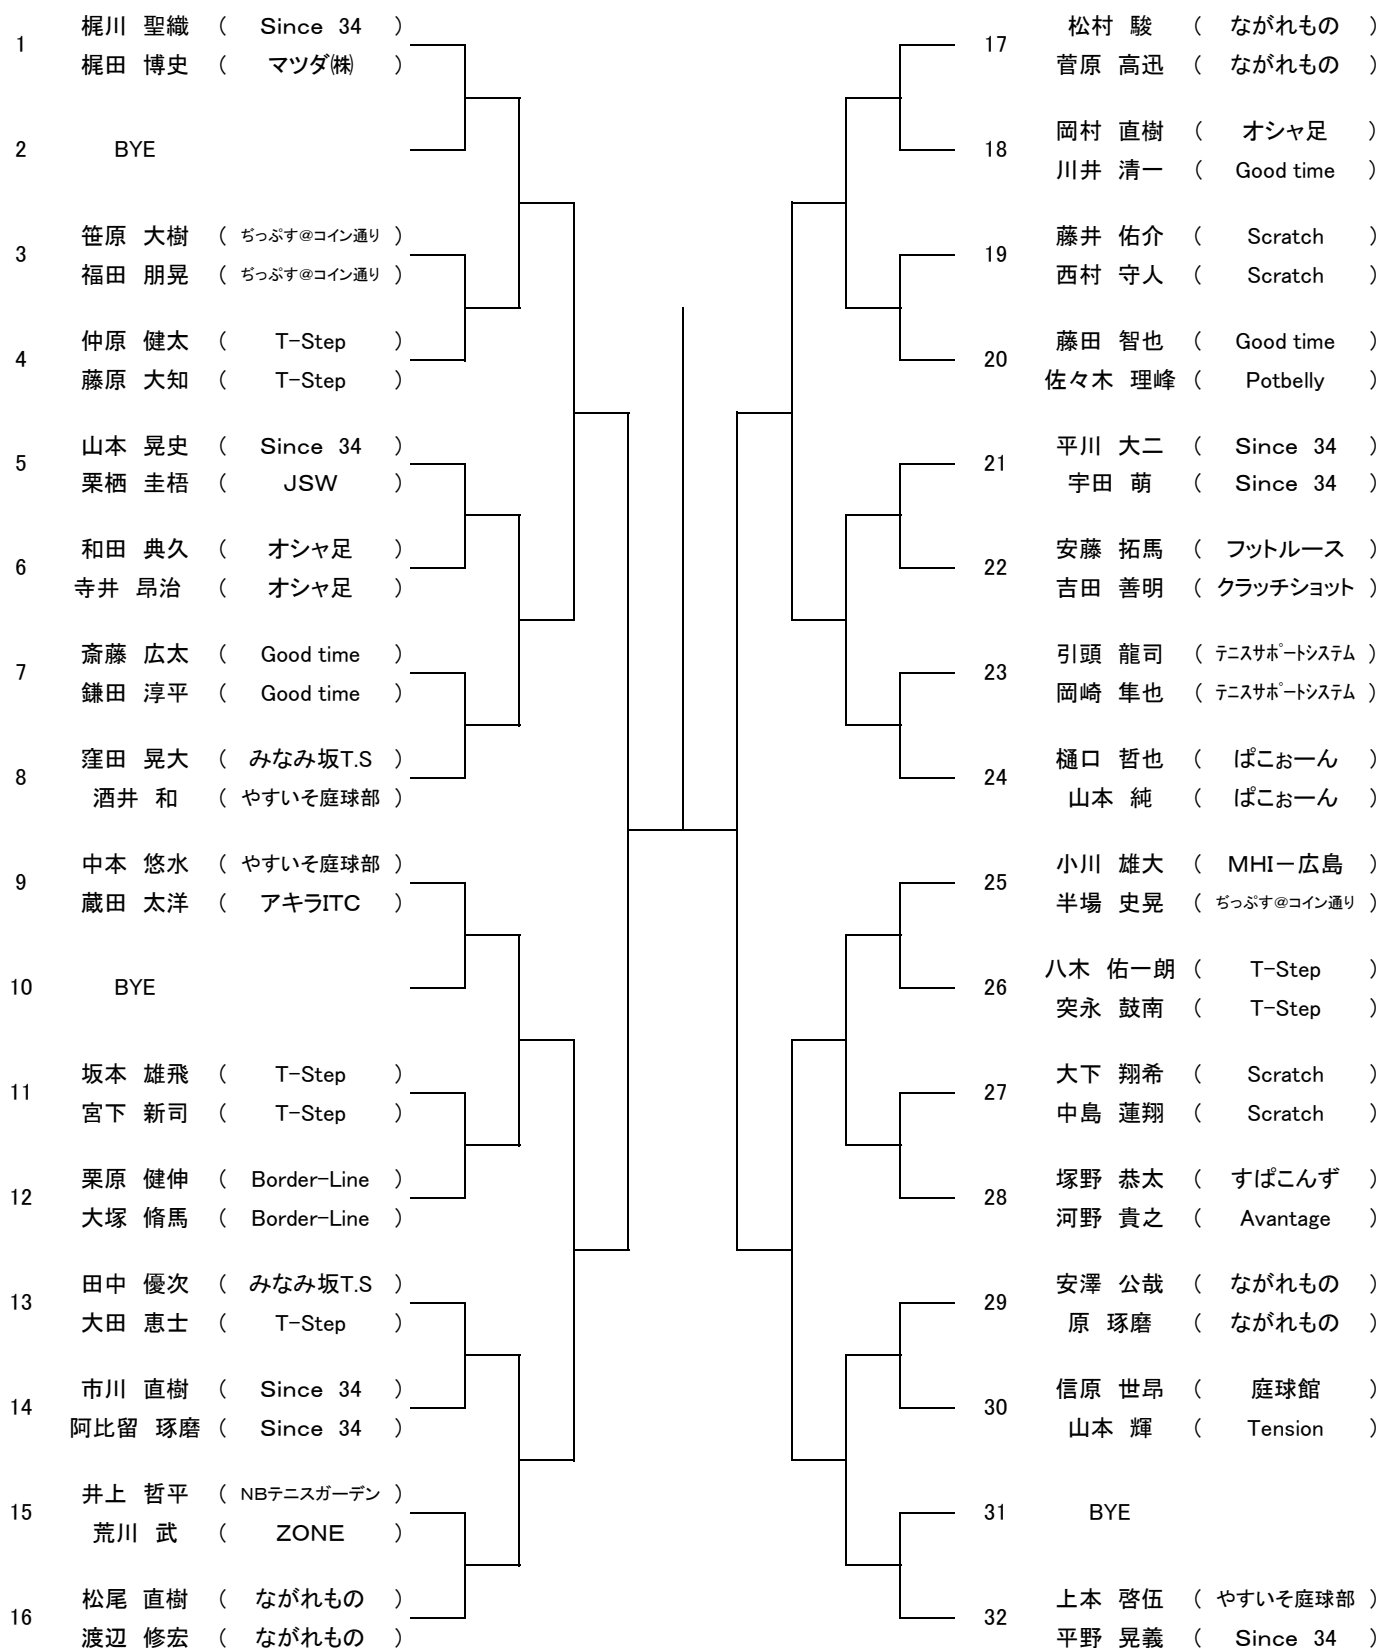 1 梶川 聖織 ( Since 34 )
梶田 博史 ( マツダ㈱ )
2 BYE
3 笹原 大樹 ( ぢっぷす@コイン通り )
福田 朋晃 ( ぢっぷす@コイン通り )
4 仲原 健太 ( T-Step )
藤原 大知 ( T-Step )
5 山本 晃史 ( Since 34 )
栗栖 圭梧 ( JSW )
6 和田 典久 ( オシャ足 )
寺井 昂治 ( オシャ足 )
7 斎藤 広太 ( Good time )
鎌田 淳平 ( Good time )
8 窪田 晃大 ( みなみ坂T.S )
酒井 和 ( やすいそ庭球部 )
9 中本 悠水 ( やすいそ庭球部 )
蔵田 太洋 ( アキラITC )
10 BYE
11 坂本 雄飛 ( T-Step )
宮下 新司 ( T-Step )
12 栗原 健伸 ( Border-Line )
大塚 脩馬 ( Border-Line )
13 田中 優次 ( みなみ坂T.S )
大田 恵士 ( T-Step )
14 市川 直樹 ( Since 34 )
阿比留 琢磨 ( Since 34 )
15 井上 哲平 ( NBテニスガーデン )
荒川 武 ( ZONE )
16 松尾 直樹 ( ながれもの )
渡辺 修宏 ( ながれもの )
17 松村 駿 ( ながれもの )
菅原 高迅 ( ながれもの )
18 岡村 直樹 ( オシャ足 )
川井 清一 ( Good time )
19 藤井 佑介 ( Scratch )
西村 守人 ( Scratch )
20 藤田 智也 ( Good time )
佐々木 理峰 ( Potbelly )
21 平川 大二 ( Since 34 )
宇田 萌 ( Since 34 )
22 安藤 拓馬 ( フットルース )
吉田 善明 ( クラッチショット )
23 引頭 龍司 ( ﾃﾆｽｻﾎﾟｰﾄｼｽﾃﾑ )
岡崎 隼也 ( ﾃﾆｽｻﾎﾟｰﾄｼｽﾃﾑ )
24 樋口 哲也 ( ぱこぉーん )
山本 純 ( ぱこぉーん )
25 小川 雄大 ( MHI－広島 )
半場 史晃 ( ぢっぷす@コイン通り )
26 八木 佑一朗 ( T-Step )
突永 鼓南 ( T-Step )
27 大下 翔希 ( Scratch )
中島 蓮翔 ( Scratch )
28 塚野 恭太 ( すぱこんず )
河野 貴之 ( Avantage )
29 安澤 公哉 ( ながれもの )
原 琢磨 ( ながれもの )
30 信原 世昂 ( 庭球館 )
山本 輝 ( Tension )
31 BYE
32 上本 啓伍 ( やすいそ庭球部 )
平野 晃義 ( Since 34 )